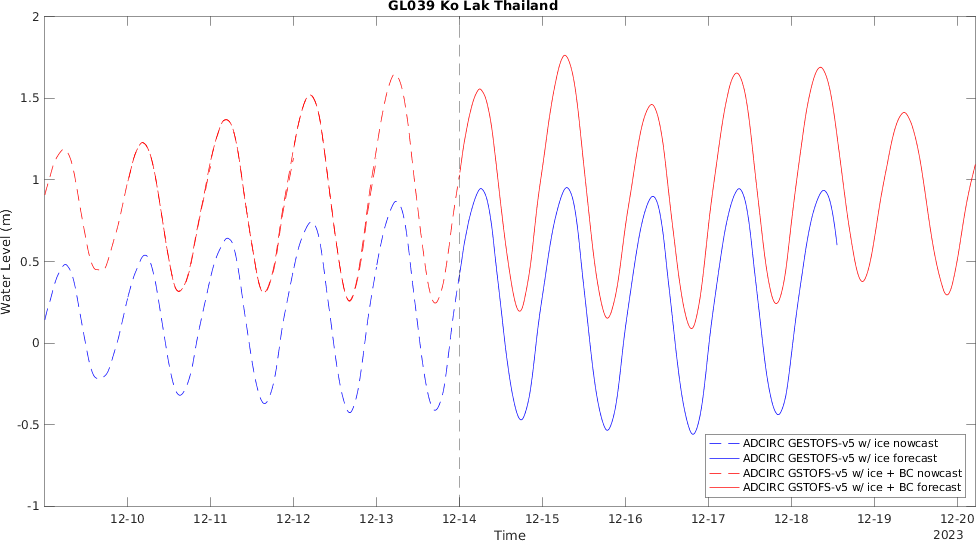 GL039 Ko Lak Thailand
2
1.5
1
0.5
0
-0.5
-1
Water Level (m)
ADCIRC GESTOFS-v5 w/ ice nowcast
ADCIRC GESTOFS-v5 w/ ice forecast
ADCIRC GSTOFS-v5 w/ ice + BC nowcast
ADCIRC GSTOFS-v5 w/ ice + BC forecast
12-10 12-11 12-12 12-13 12-14 12-15 12-16 12-17 12-18 12-19 12-20
Time
2023